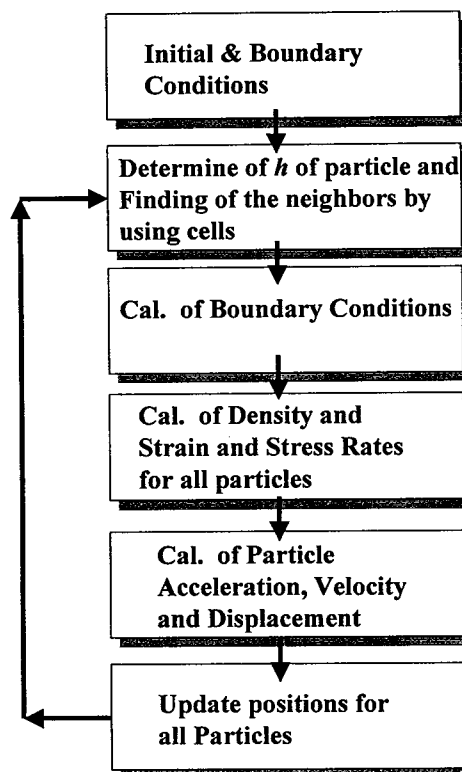 Initial & Boundary
Conditions
Determine of h of particle and
Finding of the neighbors by
using cells
Cal. of Boundary Conditions
Cal. of Density and
Strain and Stress Rates
for all particles
Cal. of Particle
Acceleration, Velocity
and Displacement
Update positions for
all Particles